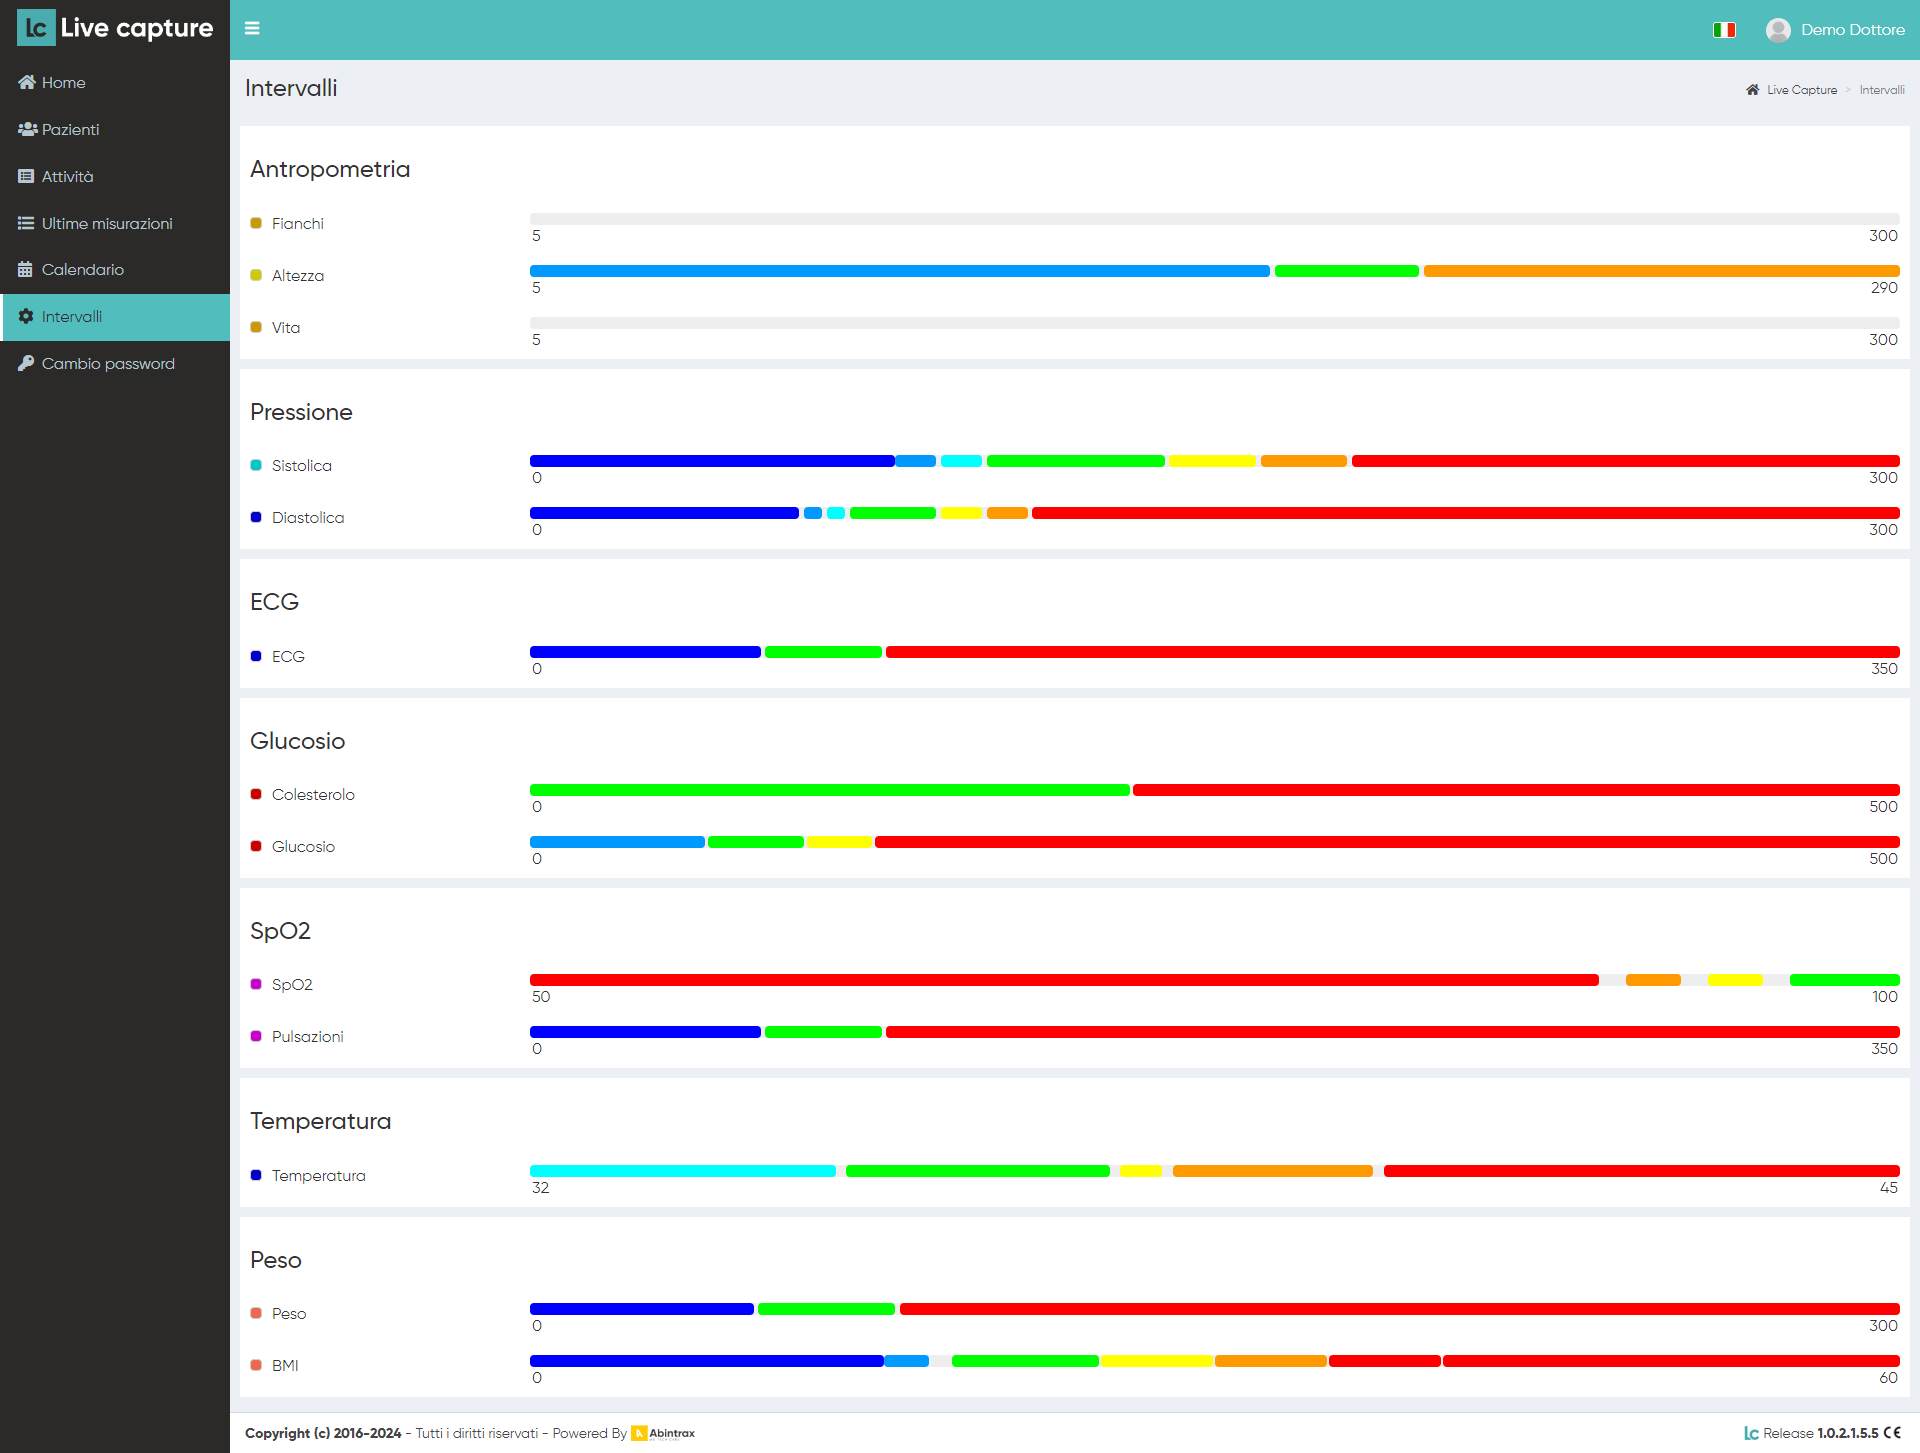 lc Live capture
Demo Dottore
Home
Pazienti
Attività
Ultime misurazioni
Calendario
Intervalli
Cambio password
Intervalli
Live Capture > Intervalli
Antropometria
Fianchi
5 300
Altezza
5 290
Vita
5 300
Pressione
Sistolica
0 300
Diastolica
0 300
ECG
ECG
0 350
Glucosio
Colesterolo
0 500
Glucosio
0 500
SpO2
SpO2
50 100
Pulsazioni
0 350
Temperatura
Temperatura
32 45
Peso
Peso
0 300
BMI
0 60
Copyright (c) 2016-2024 - Tutti i diritti riservati - Powered By Abintrax
lc Release 1.0.2.1.5.5 CE